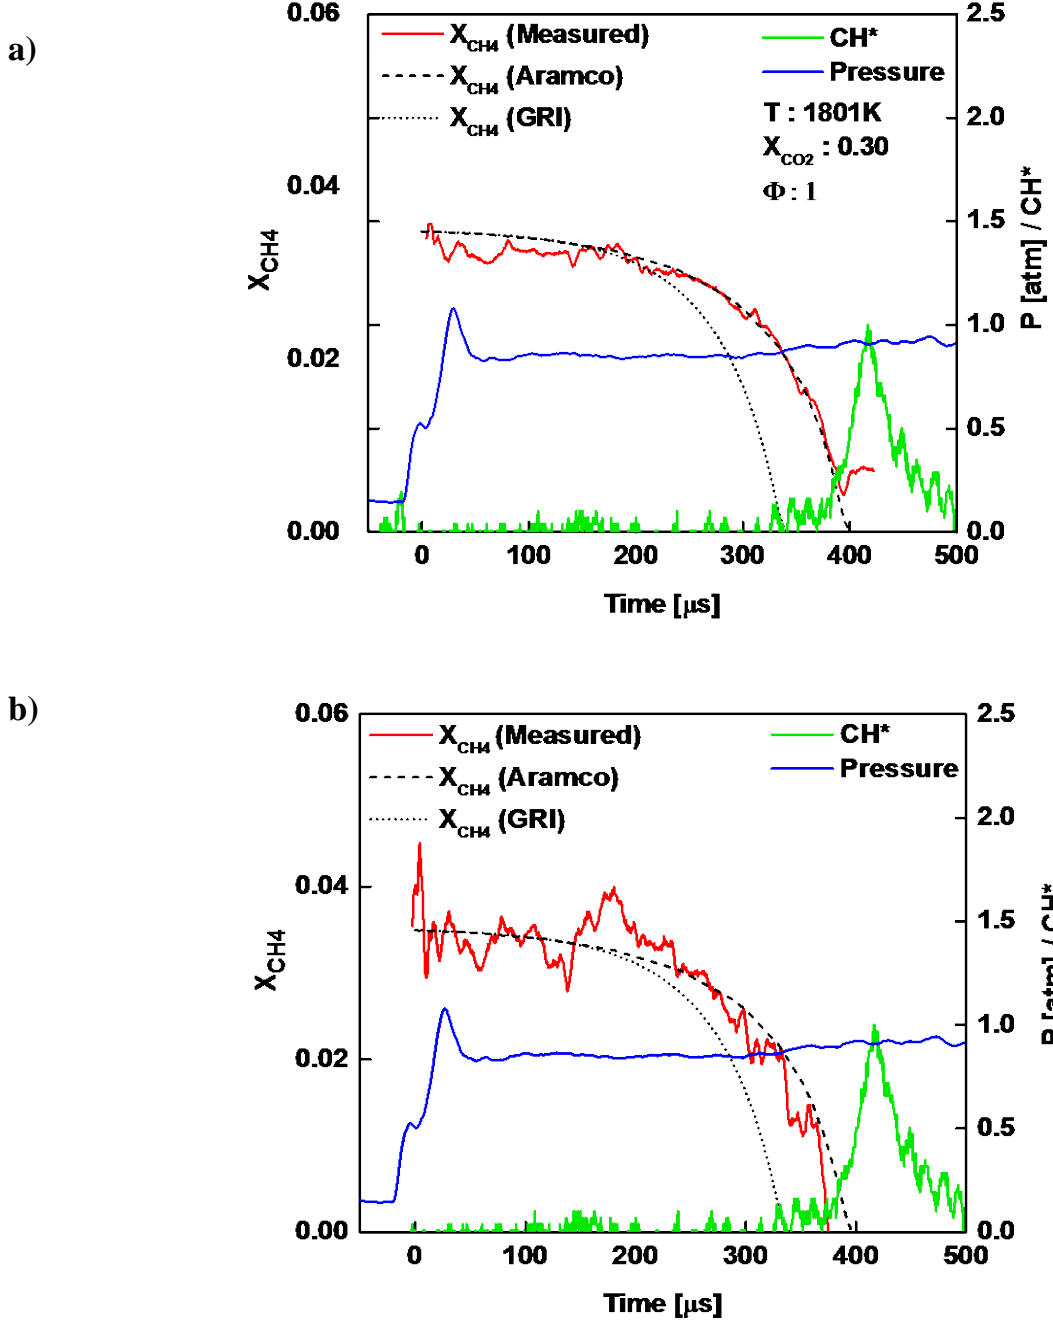 a)
0.06
2.5
X_CH4 (Measured)
CH*
X_CH4 (Aramco)
Pressure
X_CH4 (GRI)
T : 1801K
2.0
X_CO2 : 0.30
0.04
Φ : 1
1.5
X_CH4
P [atm] / CH*
1.0
0.02
0.5
0.00
0.0
0 100 200 300 400 500
Time [μs]
b)
0.06
2.5
X_CH4 (Measured)
CH*
X_CH4 (Aramco)
Pressure
X_CH4 (GRI)
2.0
0.04
1.5
X_CH4
P [atm] / CH*
1.0
0.02
0.5
0.00
0.0
0 100 200 300 400 500
Time [μs]